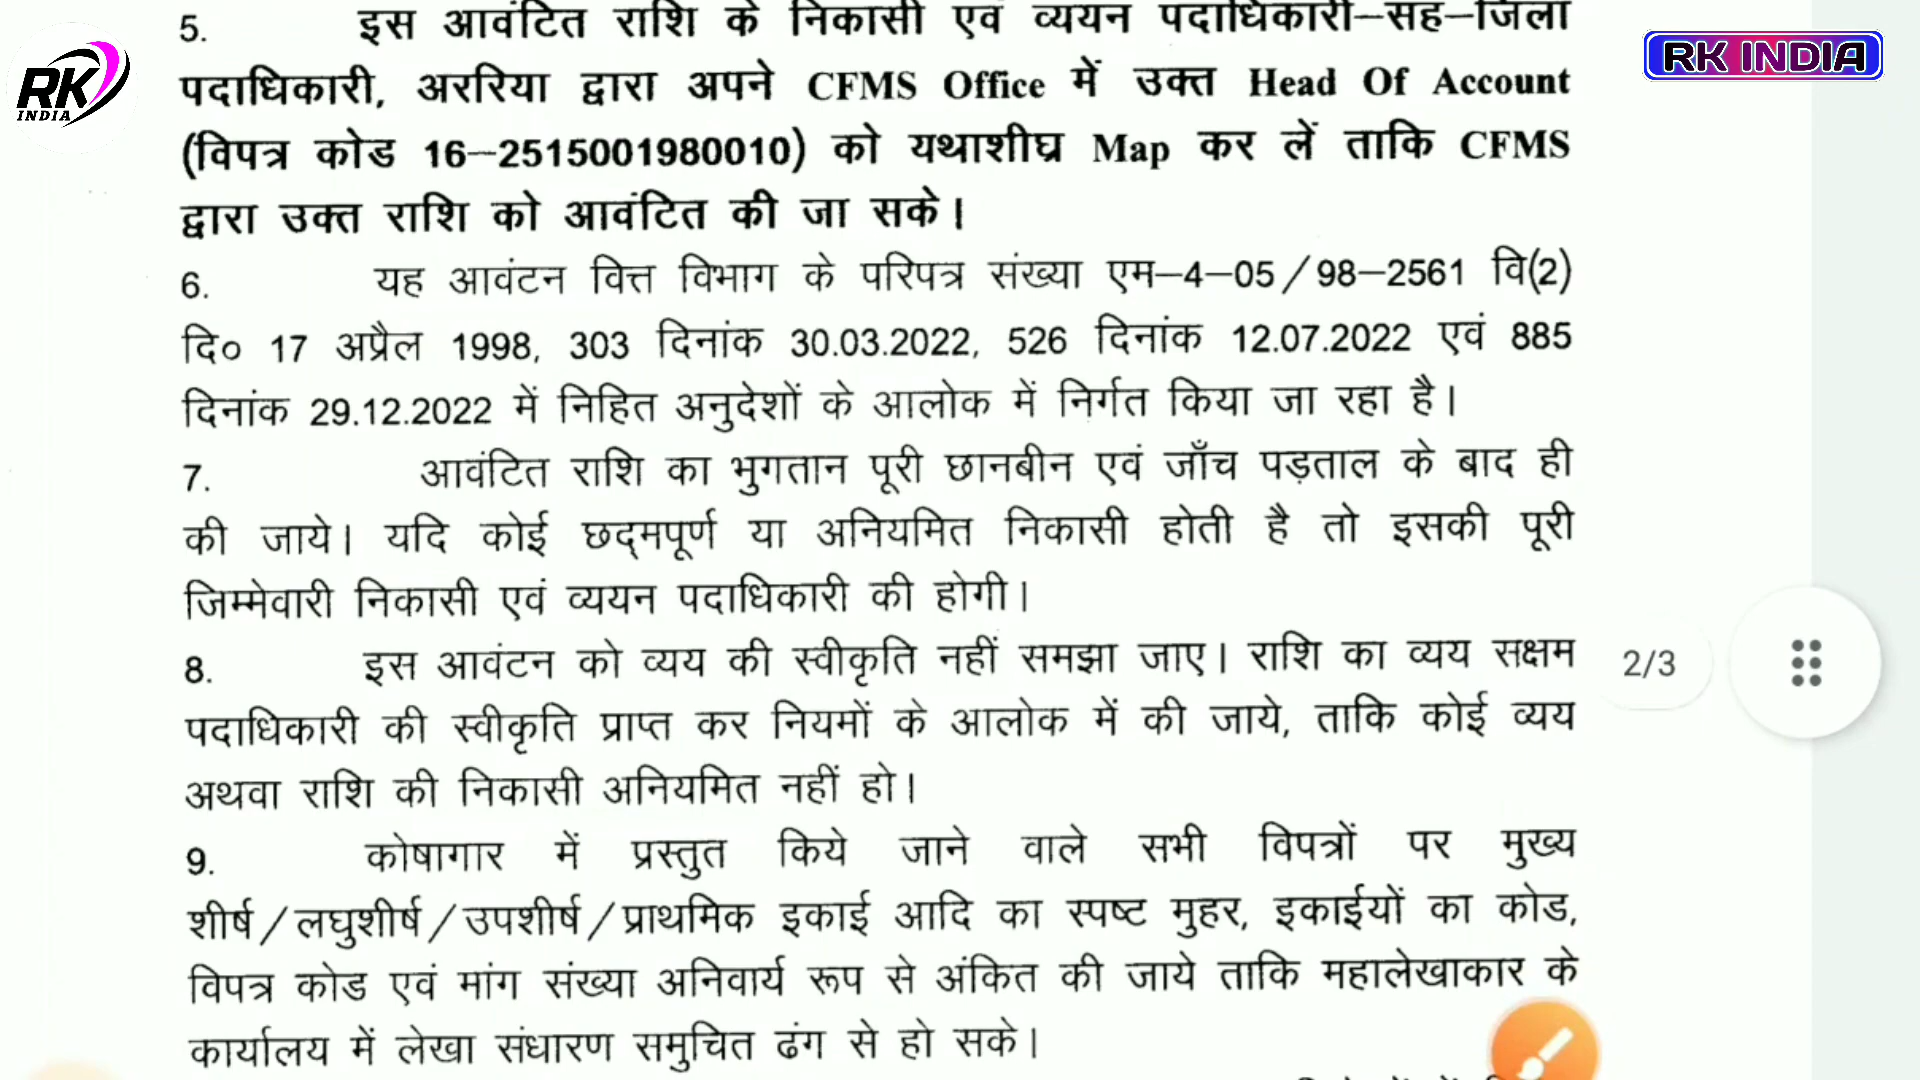 RK
INDIA
RK INDIA
5. इस आवंटित राशि के निकासी एवं व्ययन पदाधिकारी–सह–जिला
पदाधिकारी, अररिया द्वारा अपने CFMS Office में उक्त Head Of Account
(विपत्र कोड 16–2515001980010) को यथाशीघ्र Map कर लें ताकि CFMS
द्वारा उक्त राशि को आवंटित की जा सके।
6. यह आवंटन वित्त विभाग के परिपत्र संख्या एम–4–05/98–2561 वि(2)
दि० 17 अप्रैल 1998, 303 दिनांक 30.03.2022, 526 दिनांक 12.07.2022 एवं 885
दिनांक 29.12.2022 में निहित अनुदेशों के आलोक में निर्गत किया जा रहा है।
7. आवंटित राशि का भुगतान पूरी छानबीन एवं जाँच पड़ताल के बाद ही
की जाये। यदि कोई छद्मपूर्ण या अनियमित निकासी होती है तो इसकी पूरी
जिम्मेवारी निकासी एवं व्ययन पदाधिकारी की होगी।
8. इस आवंटन को व्यय की स्वीकृति नहीं समझा जाए। राशि का व्यय सक्षम
पदाधिकारी की स्वीकृति प्राप्त कर नियमों के आलोक में की जाये, ताकि कोई व्यय
अथवा राशि की निकासी अनियमित नहीं हो।
2/3
9. कोषागार में प्रस्तुत किये जाने वाले सभी विपत्रों पर मुख्य
शीर्ष/लघुशीर्ष/उपशीर्ष/प्राथमिक इकाई आदि का स्पष्ट मुहर, इकाईयों का कोड,
विपत्र कोड एवं मांग संख्या अनिवार्य रूप से अंकित की जाये ताकि महालेखाकार के
कार्यालय में लेखा संधारण समुचित ढंग से हो सके।